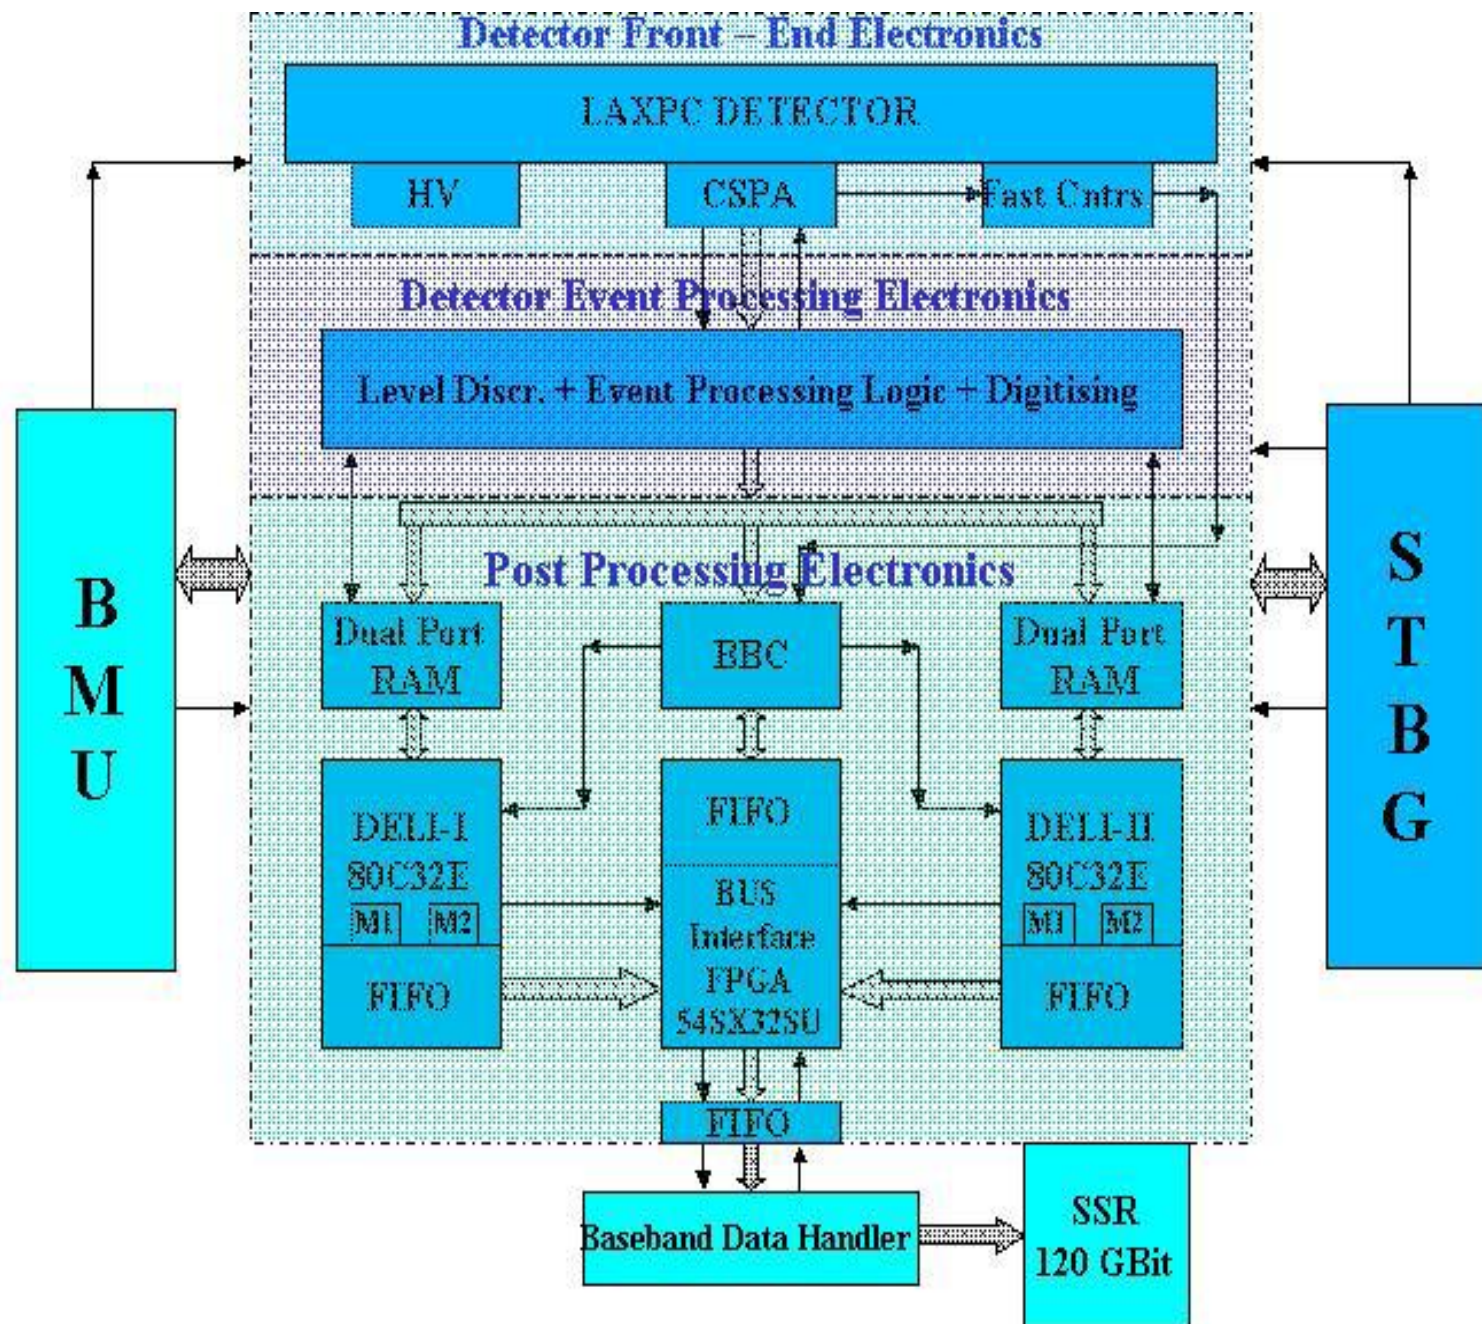 Detector Front – End Electronics
LAXPC DETECTOR
HV
CSPA
Fast Cntrs
Detector Event Processing Electronics
Level Discr. + Event Processing Logic + Digitising
Post Processing Electronics
Dual Port
RAM
BBC
Dual Port
RAM
B
M
U
S
T
B
G
DELI-I
80C32E
M1
M2
FIFO
FIFO
BUS
Interface
FPGA
54SX32SU
DELI-II
80C32E
M1
M2
FIFO
FIFO
Baseband Data Handler
SSR
120 GBit